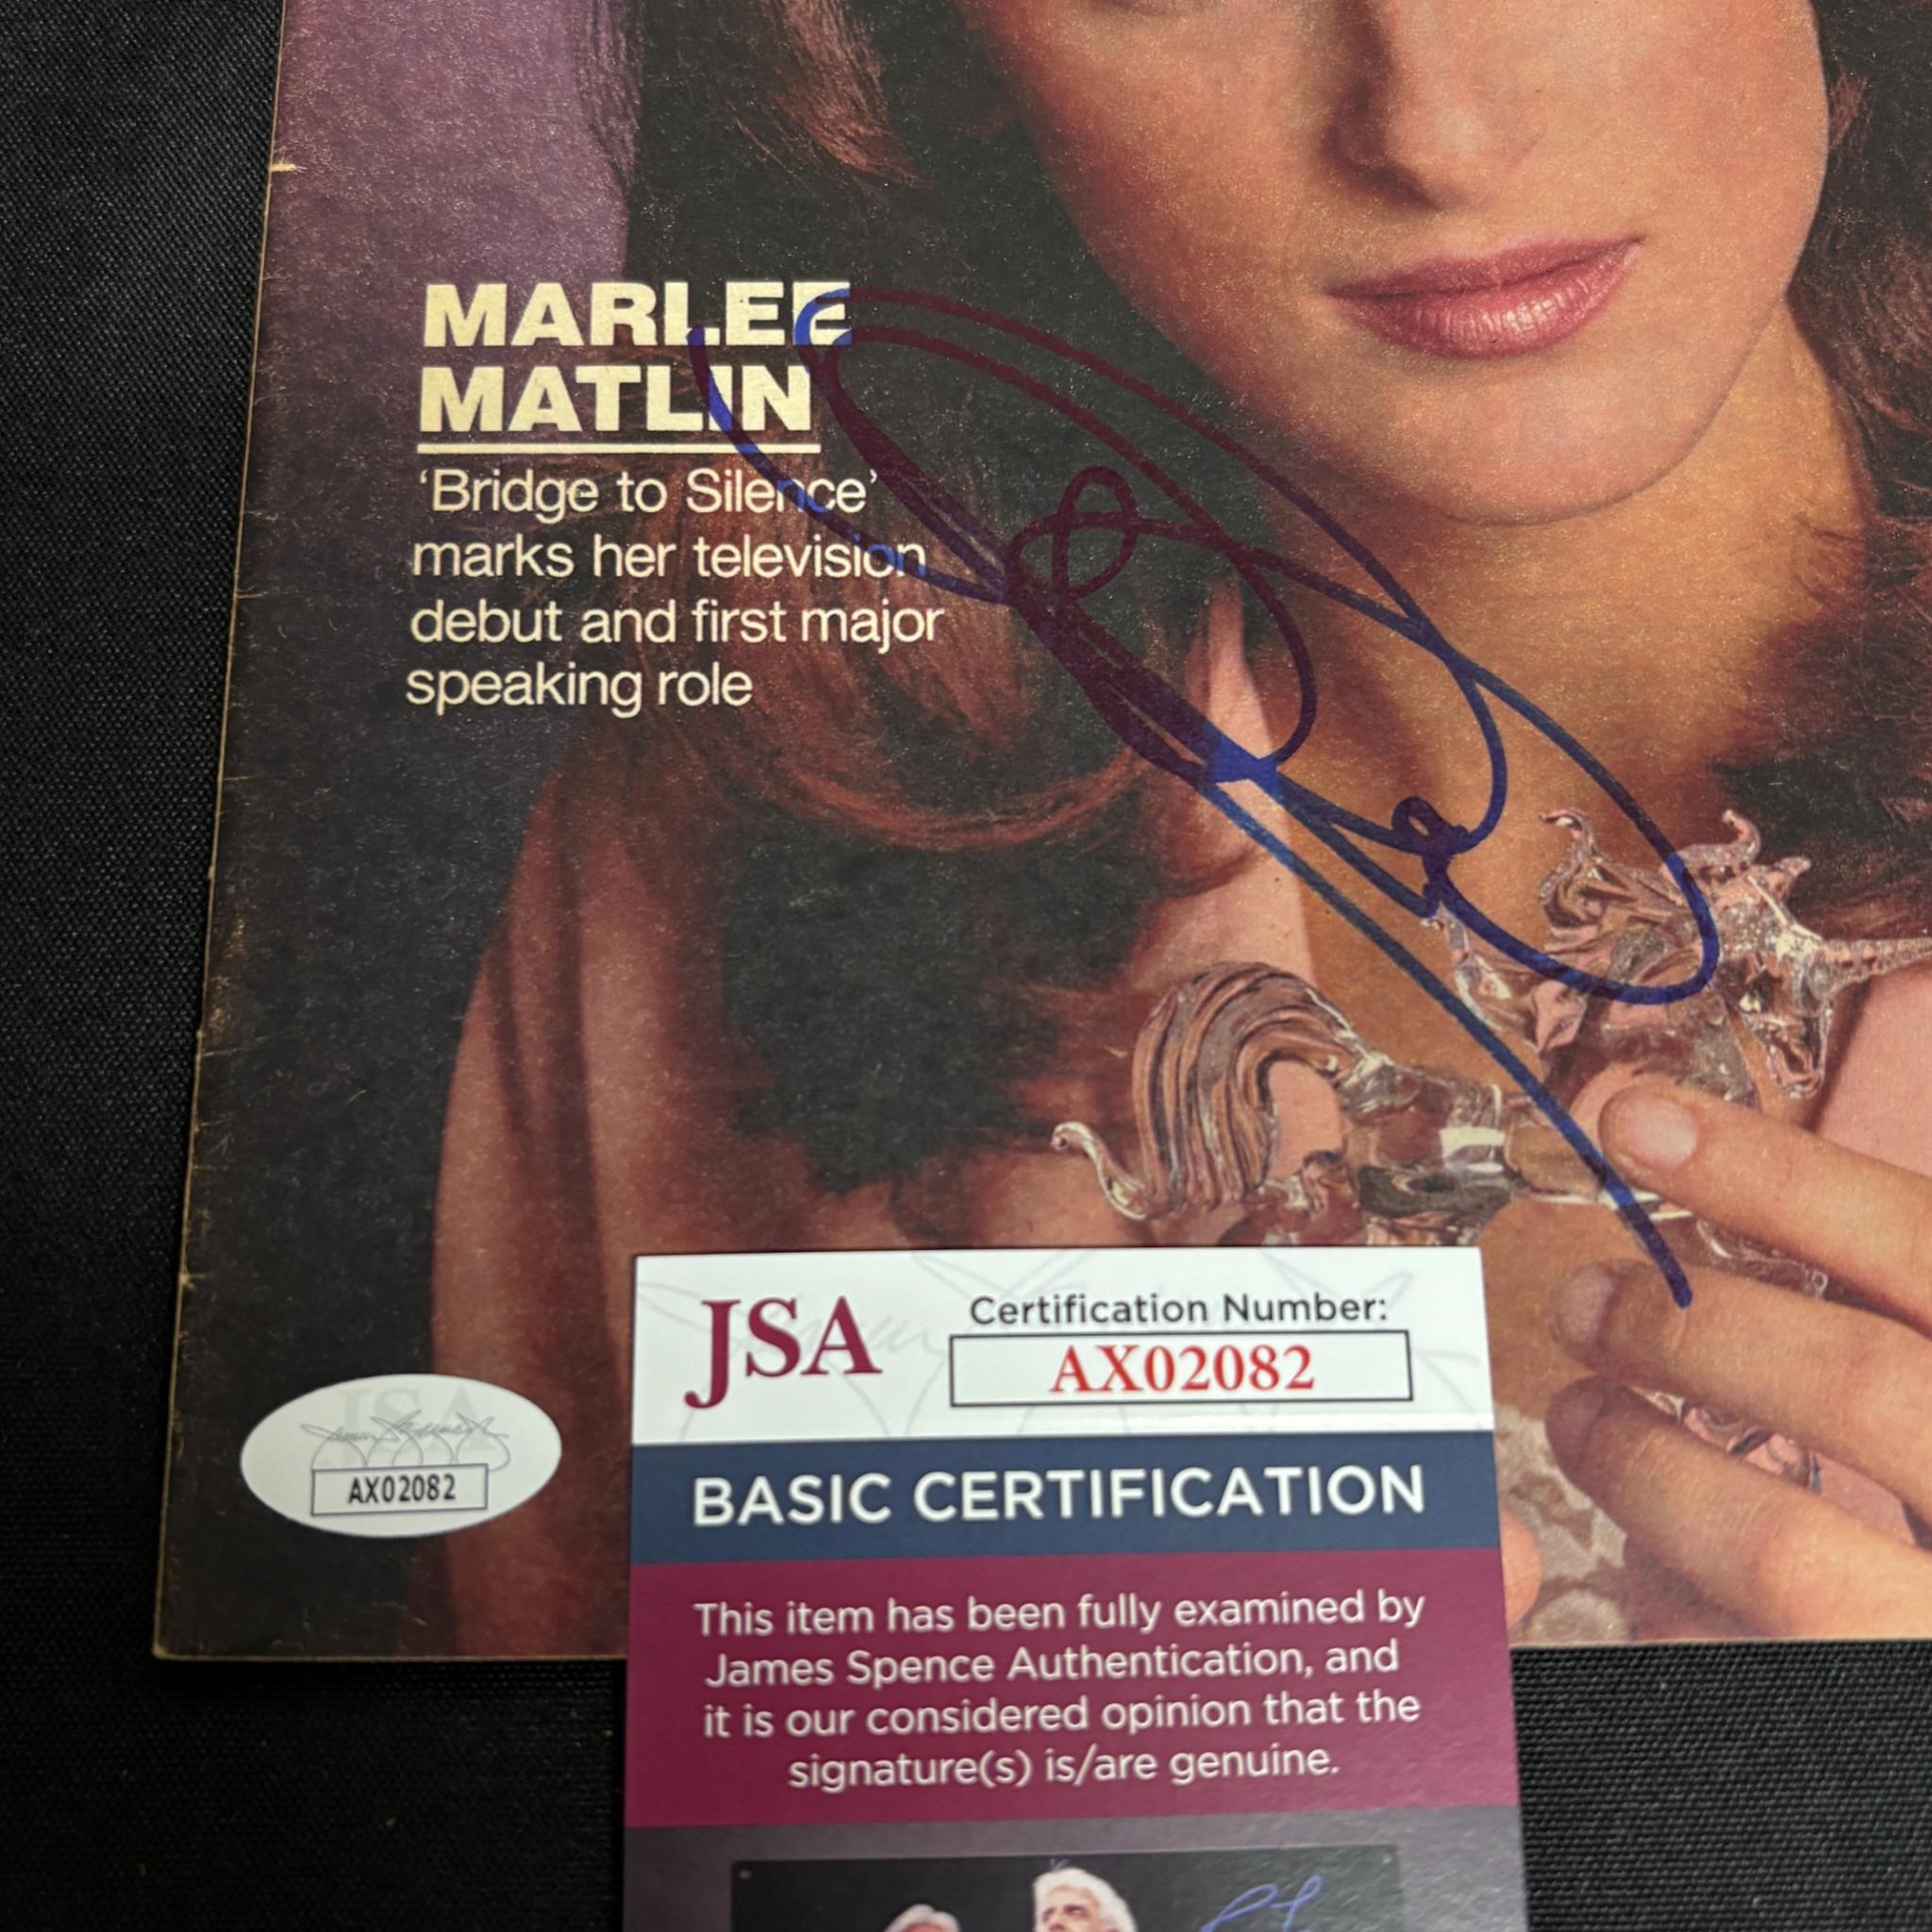 MARLEE
MATLIN
‘Bridge to Silence’
marks her television
debut and first major
speaking role
JSA
Certification Number:
AX02082
JSA
AX02082
BASIC CERTIFICATION
This item has been fully examined by
James Spence Authentication, and
it is our considered opinion that the
signature(s) is/are genuine.